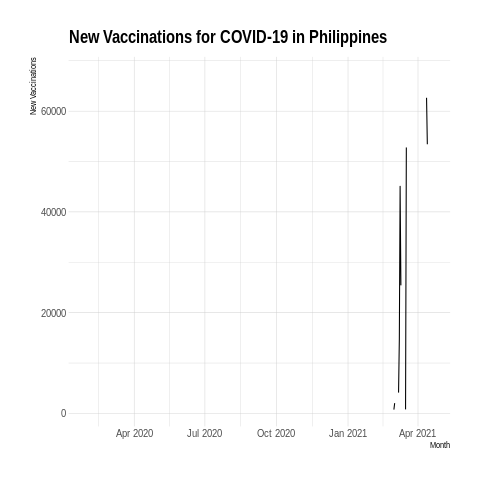 New Vaccinations for COVID-19 in Philippines
New Vaccinations
60000
40000
20000
0
Apr 2020 Jul 2020 Oct 2020 Jan 2021 Apr 2021
Month